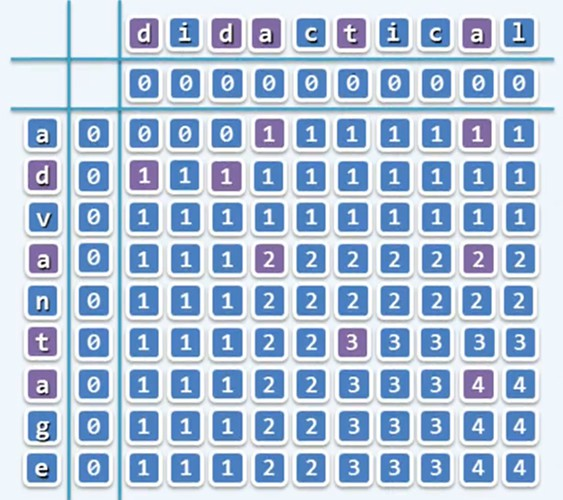 d i d a c t i c a l
0 0 0 0 0 0 0 0 0 0
a 0 0 0 0 1 1 1 1 1 1 1
d 0 1 1 1 1 1 1 1 1 1 1
v 0 1 1 1 1 1 1 1 1 1 1
a 0 1 1 1 2 2 2 2 2 2 2
n 0 1 1 1 2 2 2 2 2 2 2
t 0 1 1 1 2 2 3 3 3 3 3
a 0 1 1 1 2 2 3 3 3 4 4
g 0 1 1 1 2 2 3 3 3 4 4
e 0 1 1 1 2 2 3 3 3 4 4